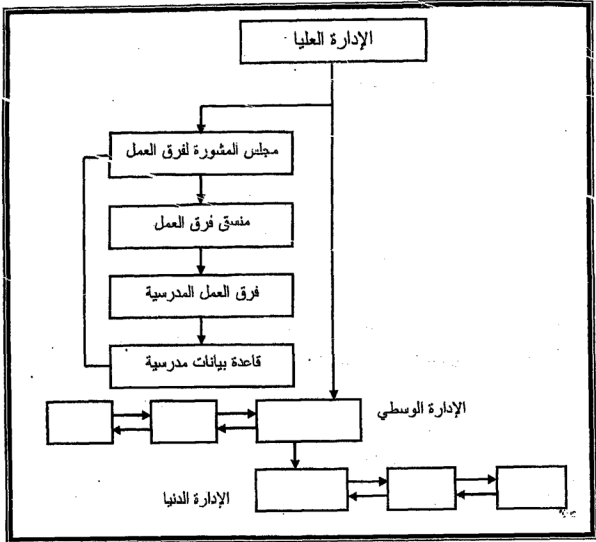 الإدارة العليا
مجلس المشورة لفرق العمل
منسق فرق العمل
فرق العمل المدرسية
قاعدة بيانات مدرسية
الإدارة الوسطي
الإدارة الدنيا